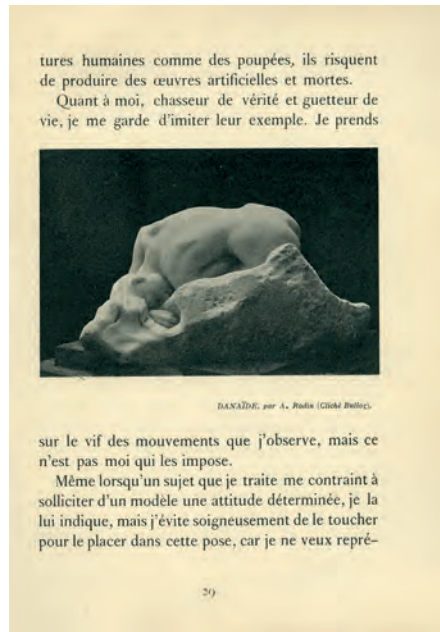 tures humaines comme des poupées, ils risquent
de produire des œuvres artificielles et mortes.
Quant à moi, chasseur de vérité et guetteur de
vie, je me garde d'imiter leur exemple. Je prends
DANAÏDE, par A. Rodin (Cliché Bulloz).
sur le vif des mouvements que j'observe, mais ce
n'est pas moi qui les impose.
Même lorsqu'un sujet que je traite me contraint à
solliciter d'un modèle une attitude déterminée, je la
lui indique, mais j'évite soigneusement de le toucher
pour le placer dans cette pose, car je ne veux repré-
29